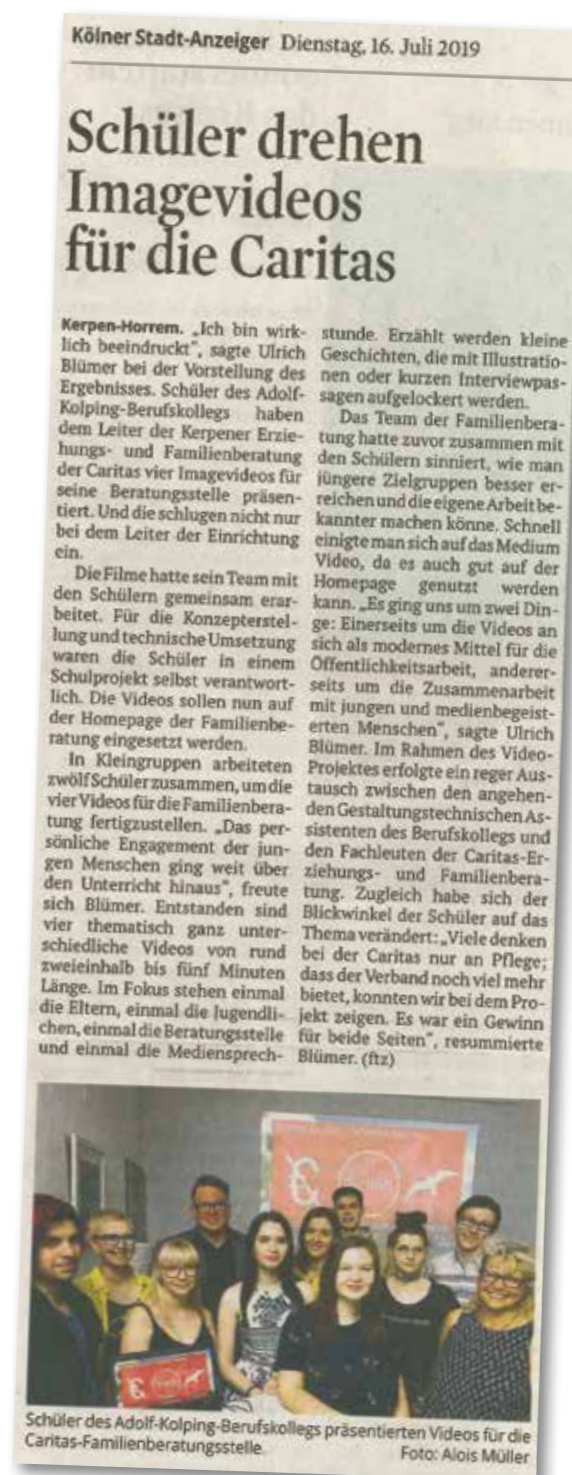 Kölner Stadt-Anzeiger Dienstag, 16. Juli 2019
Schüler drehen
Imagevideos
für die Caritas
Kerpen-Horrem. „Ich bin wirk-
lich beeindruckt", sagte Ulrich
Blümer bei der Vorstellung des
Ergebnisses. Schüler des Adolf-
Kolping-Berufskollegs haben
dem Leiter der Kerpener Erzie-
hungs- und Familienberatung
der Caritas vier Imagevideos für
seine Beratungsstelle präsen-
tiert. Und die schlugen nicht nur
bei dem Leiter der Einrichtung
ein.
Die Filme hatte sein Team mit
den Schülern gemeinsam erar-
beitet. Für die Konzepterstel-
lung und technische Umsetzung
waren die Schüler in einem
Schulprojekt selbst verantwort-
lich. Die Videos sollen nun auf
der Homepage der Familienbe-
ratung eingesetzt werden.
In Kleingruppen arbeiteten
zwölf Schüler zusammen, um die
vier Videos für die Familienbera-
tung fertigzustellen. „Das per-
sönliche Engagement der jun-
gen Menschen ging weit über
den Unterricht hinaus", freute
sich Blümer. Entstanden sind
vier thematisch ganz unter-
schiedliche Videos von rund
zweieinhalb bis fünf Minuten
Länge. Im Fokus stehen einmal
die Eltern, einmal die Jugendli-
chen, einmal die Beratungsstelle
und einmal die Mediensprech-
stunde. Erzählt werden kleine
Geschichten, die mit Illustratio-
nen oder kurzen Interviewpas-
sagen aufgelockert werden.
Das Team der Familienbera-
tung hatte zuvor zusammen mit
den Schülern sinniert, wie man
jüngere Zielgruppen besser er-
reichen und die eigene Arbeit be-
kannter machen könne. Schnell
einigte man sich auf das Medium
Video, da es auch gut auf der
Homepage genutzt werden
kann. „Es ging uns um zwei Din-
ge: Einerseits um die Videos an
sich als modernes Mittel für die
Öffentlichkeitsarbeit, anderer-
seits um die Zusammenarbeit
mit jungen und medienbegeist-
erten Menschen", sagte Ulrich
Blümer. Im Rahmen des Video-
Projektes erfolgte ein reger Aus-
tausch zwischen den angehen-
den Gestaltungstechnischen As-
sistenten des Berufskollegs und
den Fachleuten der Caritas-Er-
ziehungs- und Familienbera-
tung. Zugleich habe sich der
Blickwinkel der Schüler auf das
Thema verändert: „Viele denken
bei der Caritas nur an Pflege;
dass der Verband noch viel mehr
bietet, konnten wir bei dem Pro-
jekt zeigen. Es war ein Gewinn
für beide Seiten", resummierte
Blümer. (ftz)
Schüler des Adolf-Kolping-Berufskollegs präsentierten Videos für die
Caritas-Familienberatungsstelle. Foto: Alois Müller